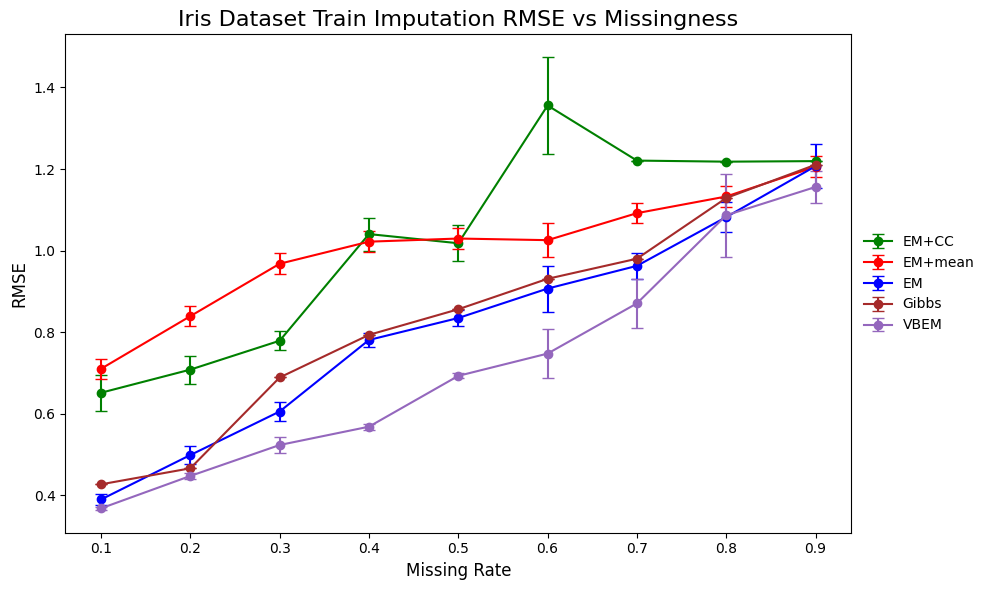 Iris Dataset Train Imputation RMSE vs Missingness
1.4
1.2
1.0
0.8
0.6
0.4
RMSE
0.1 0.2 0.3 0.4 0.5 0.6 0.7 0.8 0.9
Missing Rate
EM+CC
EM+mean
EM
Gibbs
VBEM